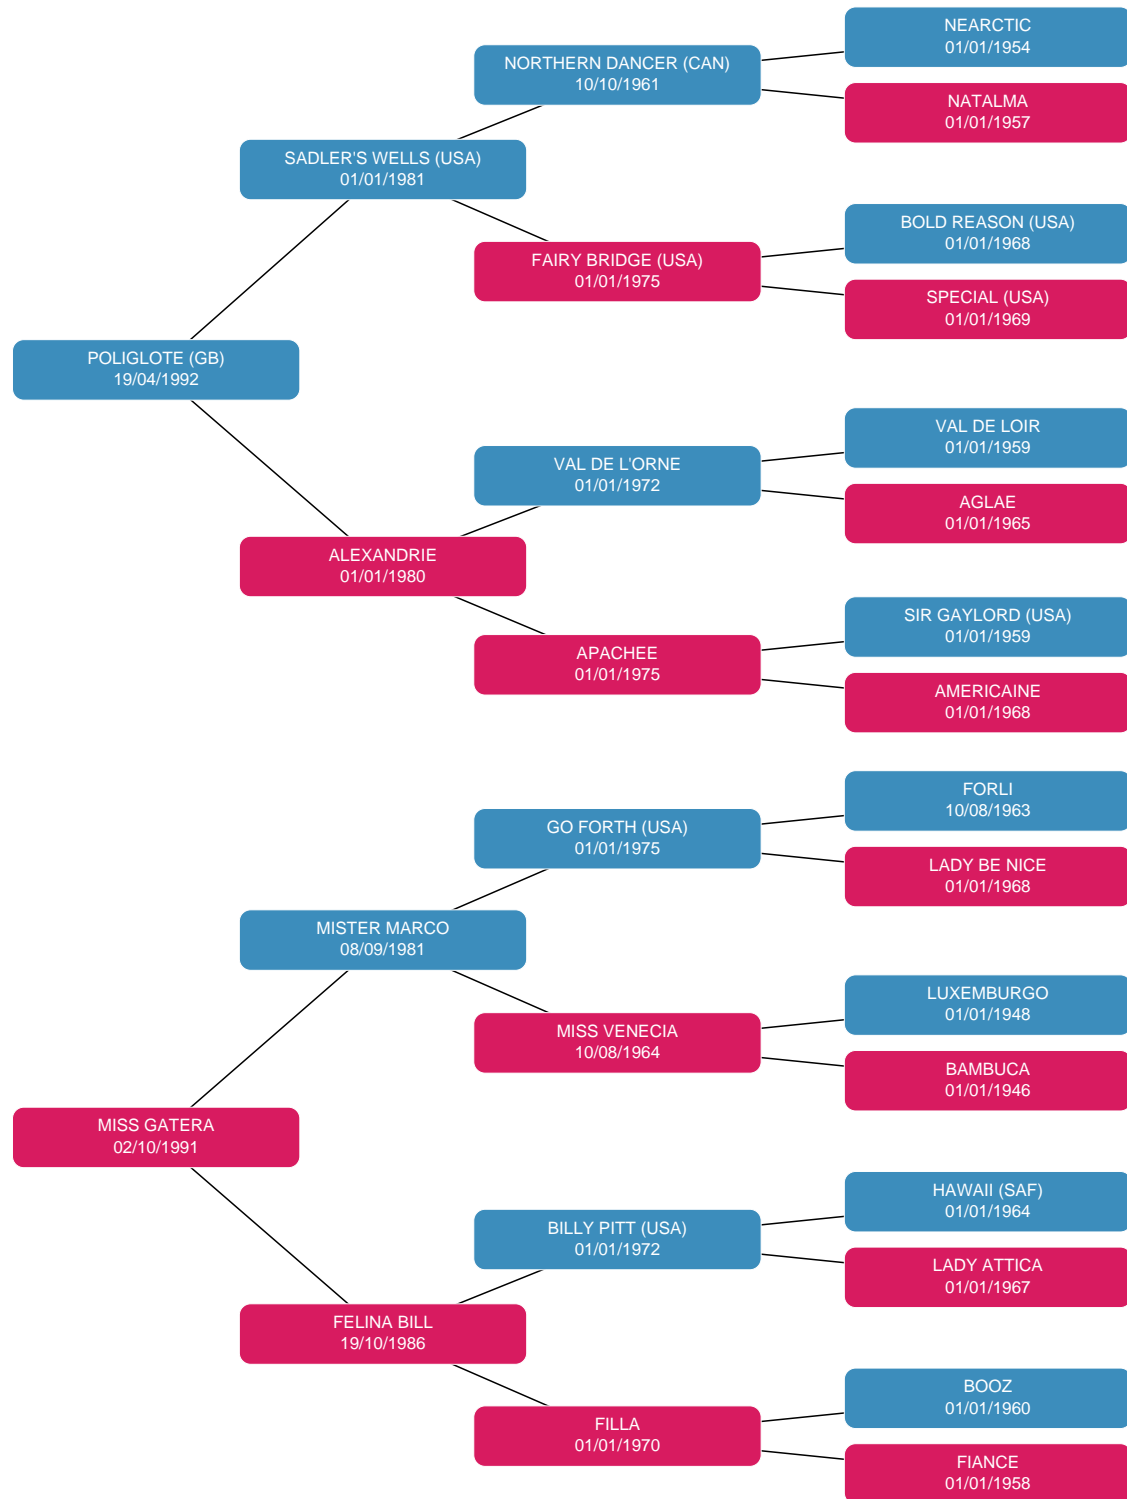 NEARCTIC
01/01/1954
NORTHERN DANCER (CAN)
10/10/1961
NATALMA
01/01/1957
SADLER'S WELLS (USA)
01/01/1981
BOLD REASON (USA)
01/01/1968
FAIRY BRIDGE (USA)
01/01/1975
SPECIAL (USA)
01/01/1969
POLIGLOTE (GB)
19/04/1992
VAL DE LOIR
01/01/1959
VAL DE L'ORNE
01/01/1972
AGLAE
01/01/1965
ALEXANDRIE
01/01/1980
SIR GAYLORD (USA)
01/01/1959
APACHEE
01/01/1975
AMERICAINE
01/01/1968
FORLI
10/08/1963
GO FORTH (USA)
01/01/1975
LADY BE NICE
01/01/1968
MISTER MARCO
08/09/1981
LUXEMBURGO
01/01/1948
MISS VENECIA
10/08/1964
BAMBUCA
01/01/1946
MISS GATERA
02/10/1991
HAWAII (SAF)
01/01/1964
BILLY PITT (USA)
01/01/1972
LADY ATTICA
01/01/1967
FELINA BILL
19/10/1986
BOOZ
01/01/1960
FILLA
01/01/1970
FIANCE
01/01/1958